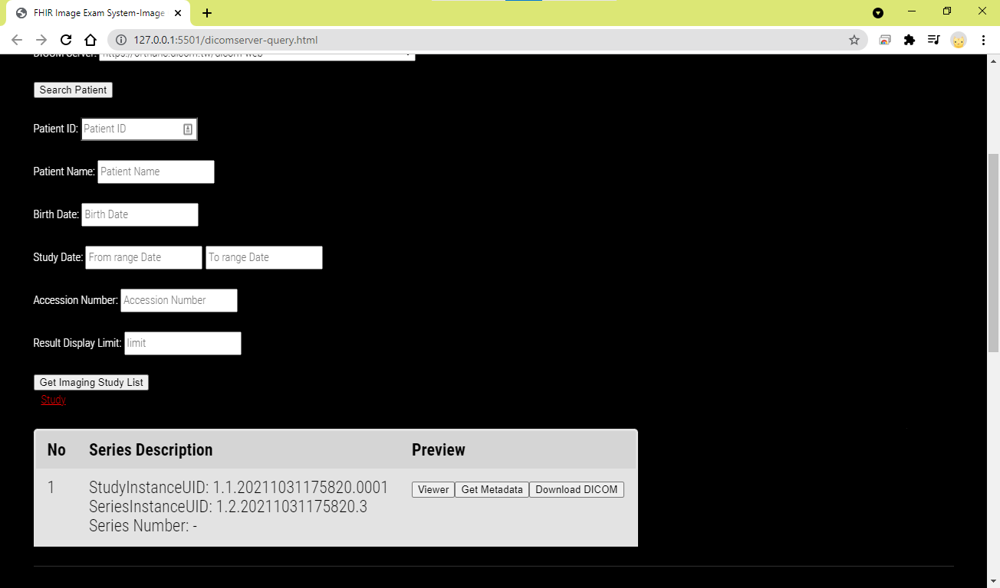 FHIR Image Exam System-Image
127.0.0.1:5501/dicomserver-query.html
DICOM Server: https://orthanc.dicom.tw/dicom-web
Search Patient
Patient ID: Patient ID
Patient Name: Patient Name
Birth Date: Birth Date
Study Date: From range Date To range Date
Accession Number: Accession Number
Result Display Limit: limit
Get Imaging Study List
Study
No Series Description Preview
1 StudyInstanceUID: 1.1.20211031175820.0001 Viewer Get Metadata Download DICOM
SeriesInstanceUID: 1.2.20211031175820.3
Series Number: -